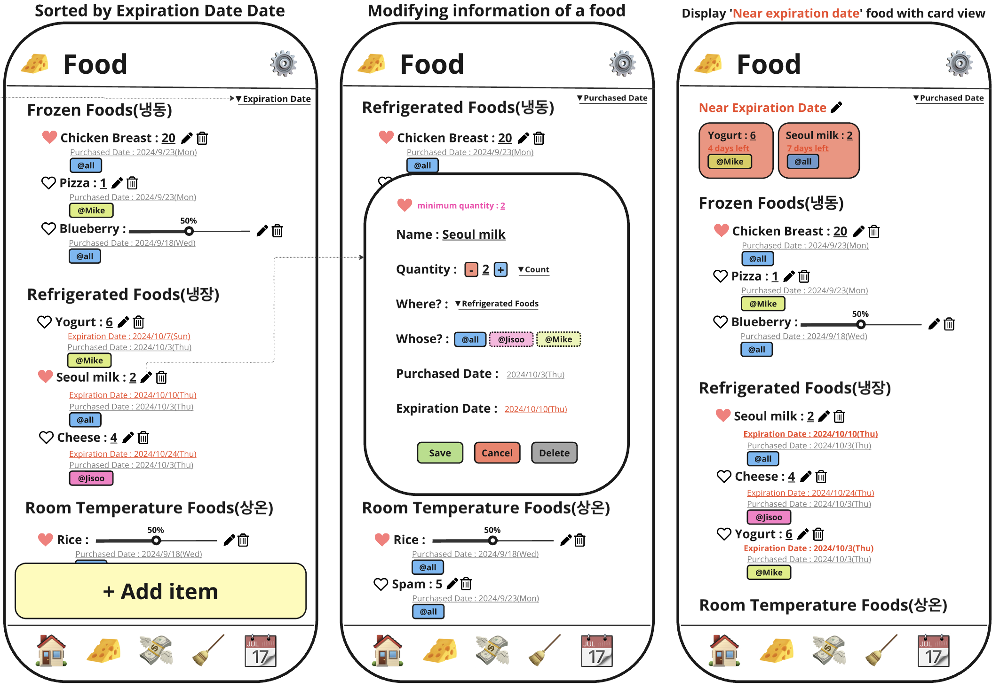 Sorted by Expiration Date Date
Food
▼Expiration Date
Frozen Foods(냉동)
Chicken Breast : 20
Purchased Date : 2024/9/23(Mon)
@all
Pizza : 1
Purchased Date : 2024/9/23(Mon)
@Mike
50%
Blueberry :
Purchased Date : 2024/9/18(Wed)
@all
Refrigerated Foods(냉장)
Yogurt : 6
Expiration Date : 2024/10/7(Sun)
Purchased Date : 2024/10/3(Thu)
@Mike
Seoul milk : 2
Expiration Date : 2024/10/10(Thu)
Purchased Date : 2024/10/3(Thu)
@all
Cheese : 4
Expiration Date : 2024/10/24(Thu)
Purchased Date : 2024/10/3(Thu)
@Jisoo
Room Temperature Foods(상온)
50%
Rice :
Purchased Date : 2024/9/18(Wed)
+ Add item
JUL
17
Modifying information of a food
Food
▼Purchased Date
Refrigerated Foods(냉동)
Chicken Breast : 20
Purchased Date : 2024/9/23(Mon)
@all
minimum quantity : 2
Name : Seoul milk
Quantity : - 2 + ▼Count
Where? : ▼Refrigerated Foods
Whose? : @all @Jisoo @Mike
Purchased Date : 2024/10/3(Thu)
Expiration Date : 2024/10/10(Thu)
Save Cancel Delete
Room Temperature Foods(상온)
50%
Rice :
Purchased Date : 2024/9/18(Wed)
@all
Spam : 5
Purchased Date : 2024/9/23(Mon)
@all
JUL
17
Display 'Near expiration date' food with card view
Food
▼Purchased Date
Near Expiration Date
Yogurt : 6
4 days left
@Mike
Seoul milk : 2
7 days left
@all
Frozen Foods(냉동)
Chicken Breast : 20
Purchased Date : 2024/9/23(Mon)
@all
Pizza : 1
Purchased Date : 2024/9/23(Mon)
@Mike
50%
Blueberry :
Purchased Date : 2024/9/18(Wed)
@all
Refrigerated Foods(냉장)
Seoul milk : 2
Expiration Date : 2024/10/10(Thu)
Purchased Date : 2024/10/3(Thu)
@all
Cheese : 4
Expiration Date : 2024/10/24(Thu)
Purchased Date : 2024/10/3(Thu)
@Jisoo
Yogurt : 6
Expiration Date : 2024/10/3(Thu)
Purchased Date : 2024/10/3(Thu)
@Mike
Room Temperature Foods(상온)
JUL
17